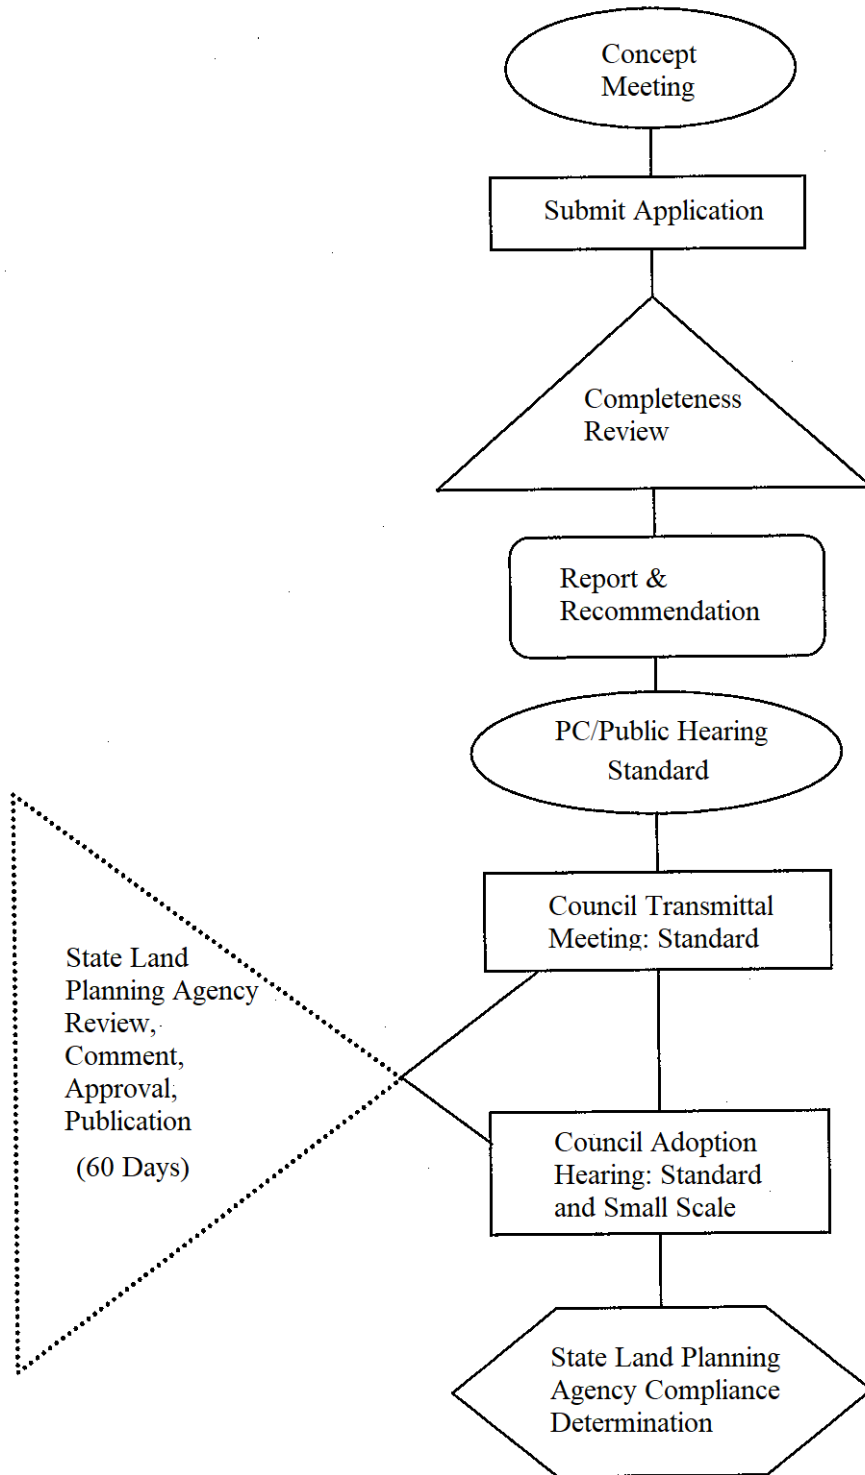 Concept
Meeting
Submit Application
Completeness
Review
Report &
Recommendation
PC/Public Hearing
Standard
Council Transmittal
Meeting: Standard
State Land
Planning Agency
Review,
Comment,
Approval,
Publication
(60 Days)
Council Adoption
Hearing: Standard
and Small Scale
State Land Planning
Agency Compliance
Determination